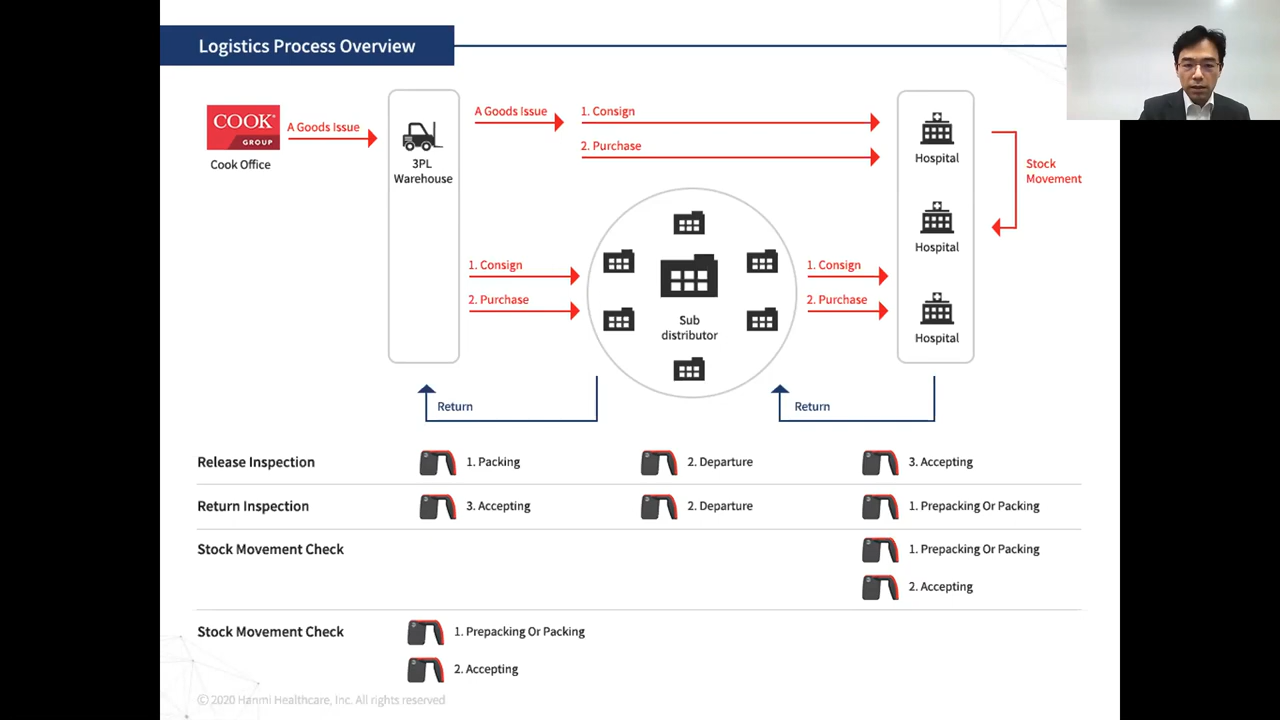 Logistics Process Overview
COOK
GROUP
Cook Office
A Goods Issue
3PL
Warehouse
A Goods Issue
1. Consign
2. Purchase
Hospital
Stock
Movement
Hospital
1. Consign
2. Purchase
Sub
distributor
1. Consign
2. Purchase
Hospital
Return
Return
Release Inspection
1. Packing
2. Departure
3. Accepting
Return Inspection
3. Accepting
2. Departure
1. Prepacking Or Packing
Stock Movement Check
1. Prepacking Or Packing
2. Accepting
Stock Movement Check
1. Prepacking Or Packing
2. Accepting
© 2020 Hanmi Healthcare, Inc. All rights reserved